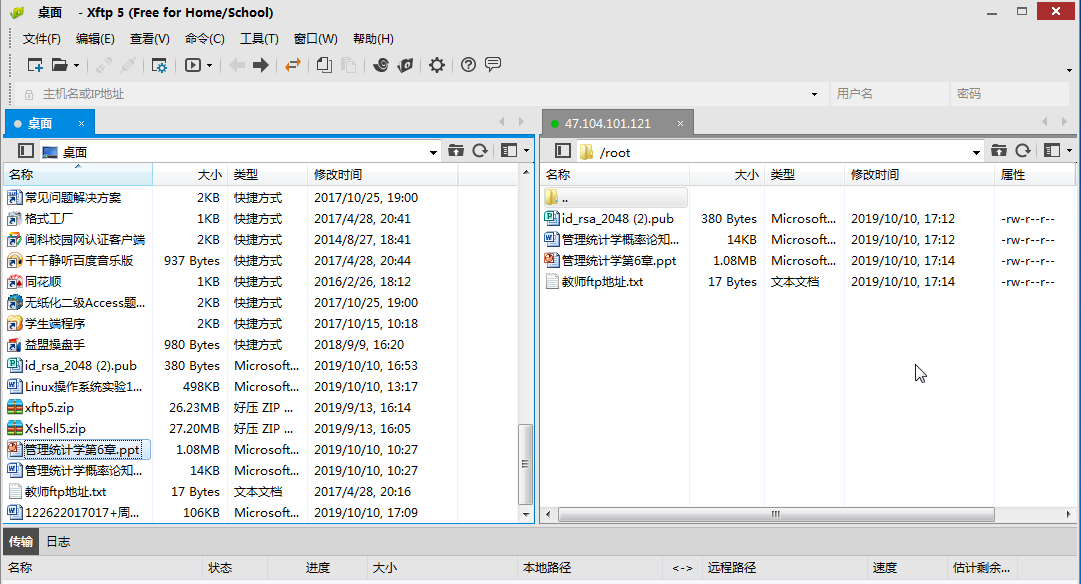 桌面 - Xftp 5 (Free for Home/School)
文件(F) 编辑(E) 查看(V) 命令(C) 工具(T) 窗口(W) 帮助(H)
主机名或IP地址 用户名 密码
桌面 ×
桌面
名称 大小 类型 修改时间
常见问题解决方案 2KB 快捷方式 2017/10/25, 19:00
格式工厂 1KB 快捷方式 2017/4/28, 20:41
闽科校园网认证客户端 2KB 快捷方式 2014/8/27, 18:41
千千静听百度音乐版 937 Bytes 快捷方式 2017/4/28, 20:44
同花顺 1KB 快捷方式 2016/2/26, 18:12
无纸化二级Access题... 2KB 快捷方式 2017/10/25, 19:00
学生端程序 2KB 快捷方式 2017/10/15, 10:18
益盟操盘手 980 Bytes 快捷方式 2018/9/9, 16:20
id_rsa_2048 (2).pub 380 Bytes Microsoft... 2019/10/10, 16:53
Linux操作系统实验1... 498KB Microsoft... 2019/10/10, 13:17
xftp5.zip 26.23MB 好压 ZIP ... 2019/9/13, 16:14
Xshell5.zip 27.20MB 好压 ZIP ... 2019/9/13, 16:05
管理统计学第6章.ppt 1.08MB Microsoft... 2019/10/10, 10:27
管理统计学概率论知... 14KB Microsoft... 2019/10/10, 10:27
教师ftp地址.txt 17 Bytes 文本文档 2017/4/28, 20:16
122622017017+周... 106KB Microsoft... 2019/10/10, 17:09
47.104.101.121 ×
/root
名称 大小 类型 修改时间 属性
..
id_rsa_2048 (2).pub 380 Bytes Microsoft... 2019/10/10, 17:12 -rw-r--r--
管理统计学概率论知... 14KB Microsoft... 2019/10/10, 17:12 -rw-r--r--
管理统计学第6章.ppt 1.08MB Microsoft... 2019/10/10, 17:14 -rw-r--r--
教师ftp地址.txt 17 Bytes 文本文档 2019/10/10, 17:14 -rw-r--r--
传输 日志
名称 状态 进度 大小 本地路径 <-> 远程路径 速度 估计剩余...